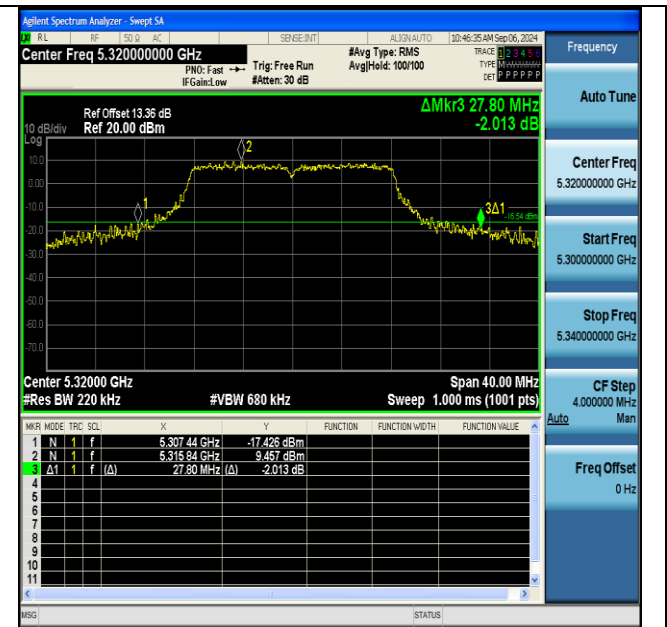 Agilent Spectrum Analyzer - Swept SA
RL RF 50 Ω AC SENSE:INT ALIGN AUTO 10:46:35 AM Sep 06, 2024
Center Freq 5.320000000 GHz
PNO: Fast Trig: Free Run
IFGain:Low #Atten: 30 dB
#Avg Type: RMS
Avg|Hold: 100/100
TRACE 1 2 3 4 5 6
TYPE M
DET P P P P P P
Frequency
Auto Tune
Center Freq
5.320000000 GHz
Start Freq
5.300000000 GHz
Stop Freq
5.340000000 GHz
CF Step
4.000000 MHz
Auto Man
Freq Offset
0 Hz
ΔMkr3 27.80 MHz
-2.013 dB
Ref Offset 13.36 dB
10 dB/div Ref 20.00 dBm
Log
10.0
0.00
-10.0
-20.0
-30.0
-40.0
-50.0
-60.0
-70.0
2
1
3Δ1
-16.54 dBm
Center 5.32000 GHz Span 40.00 MHz
#Res BW 220 kHz #VBW 680 kHz Sweep 1.000 ms (1001 pts)
MKR MODE TRC SCL X Y FUNCTION FUNCTION WIDTH FUNCTION VALUE
1 N 1 f 5.307 44 GHz -17.426 dBm
2 N 1 f 5.315 84 GHz 9.457 dBm
3 Δ1 1 f (Δ) 27.80 MHz (Δ) -2.013 dB
4
5
6
7
8
9
10
11
MSG STATUS